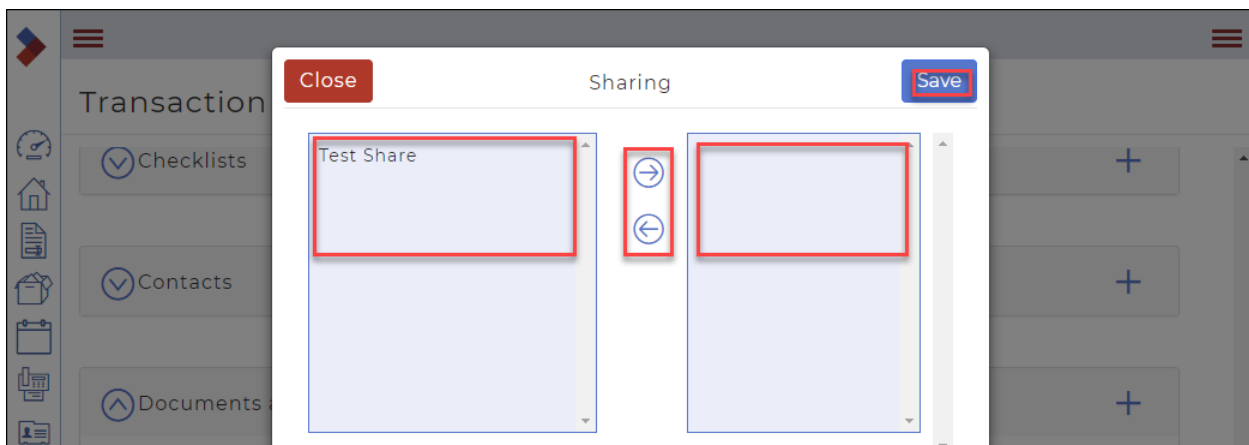 Close
Sharing
Save
Transaction
Test Share
Checklists
Contacts
Documents